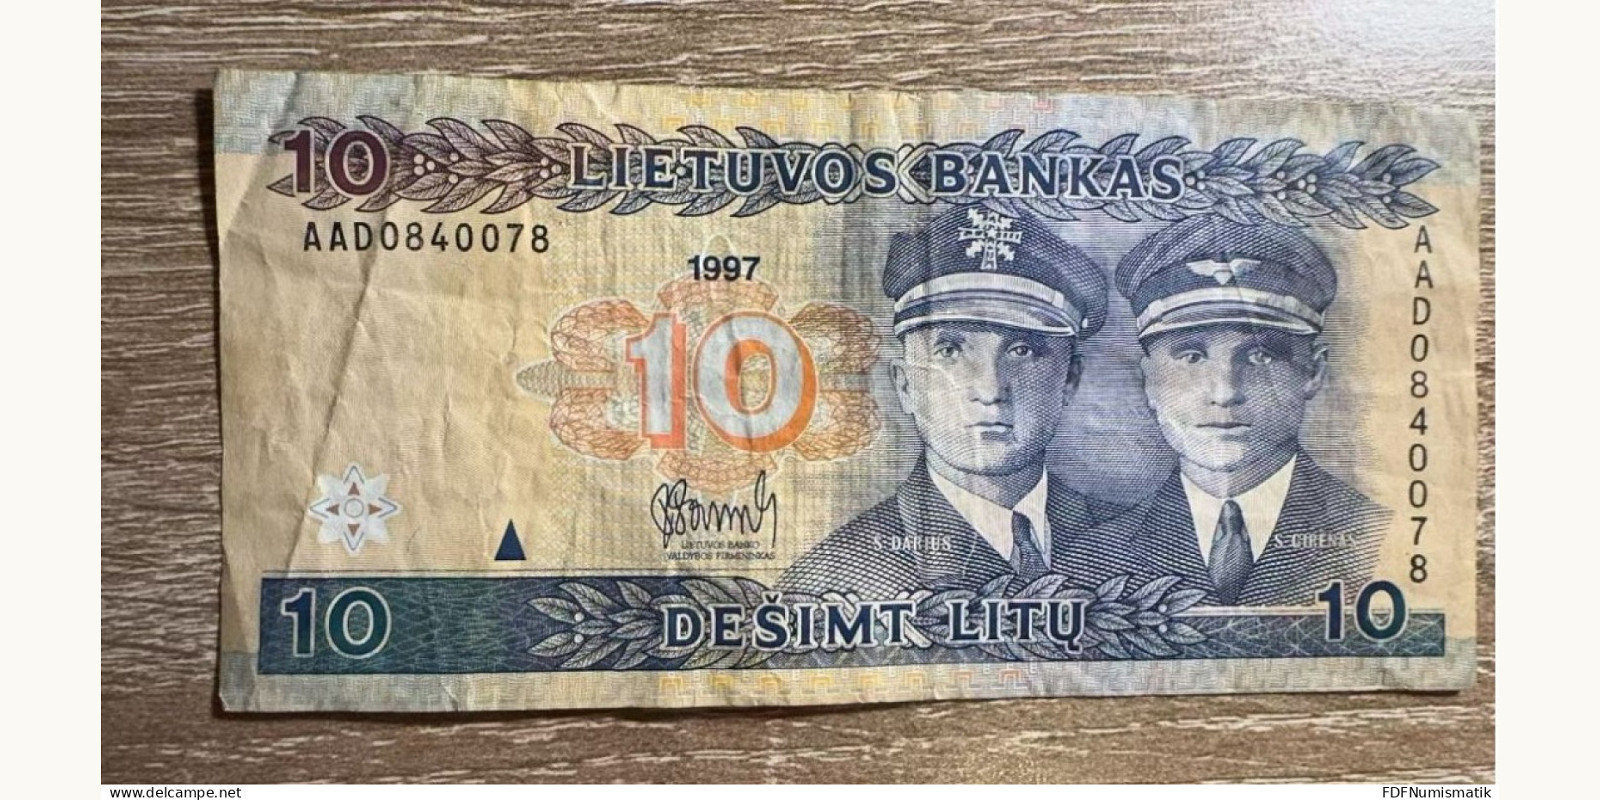 10 LIETUVOS BANKAS
AAD0840078
AAD0840078
1997
10
LIETUVOS BANKO
VALDYBOS PIRMININKAS
S. DARIUS
S. GIRĖNAS
10
DEŠIMT LITŲ
10
www.delcampe.net
FDFNumismatik